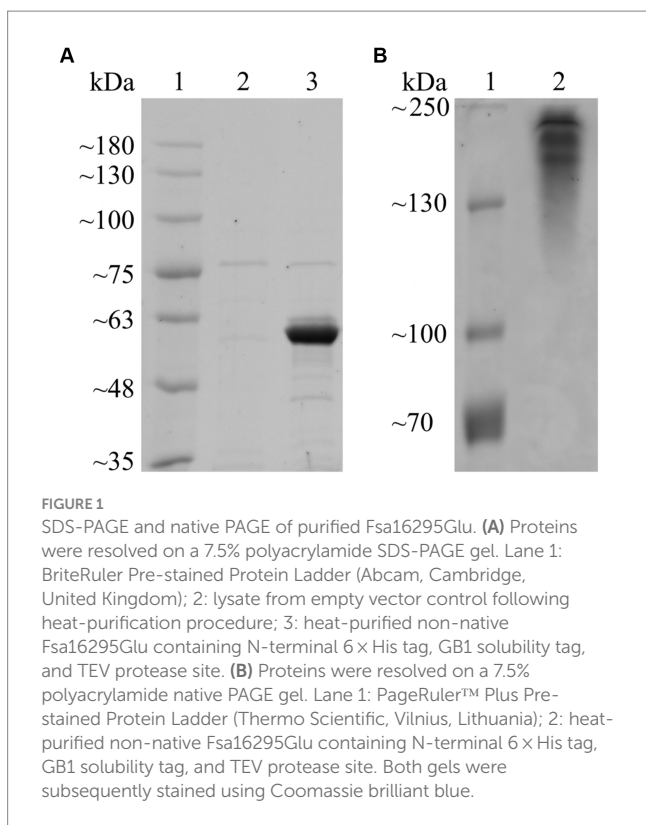 A
B
kDa 1 2 3
1 2
~180
~130
~100
~75
~63
~48
~35
~250
~130
~100
~70
FIGURE 1
SDS-PAGE and native PAGE of purified Fsa16295Glu. (A) Proteins
were resolved on a 7.5% polyacrylamide SDS-PAGE gel. Lane 1:
BriteRuler Pre-stained Protein Ladder (Abcam, Cambridge,
United Kingdom); 2: lysate from empty vector control following
heat-purification procedure; 3: heat-purified non-native
Fsa16295Glu containing N-terminal 6 × His tag, GB1 solubility tag,
and TEV protease site. (B) Proteins were resolved on a 7.5%
polyacrylamide native PAGE gel. Lane 1: PageRuler™ Plus Pre-
stained Protein Ladder (Thermo Scientific, Vilnius, Lithuania); 2: heat-
purified non-native Fsa16295Glu containing N-terminal 6 × His tag,
GB1 solubility tag, and TEV protease site. Both gels were
subsequently stained using Coomassie brilliant blue.